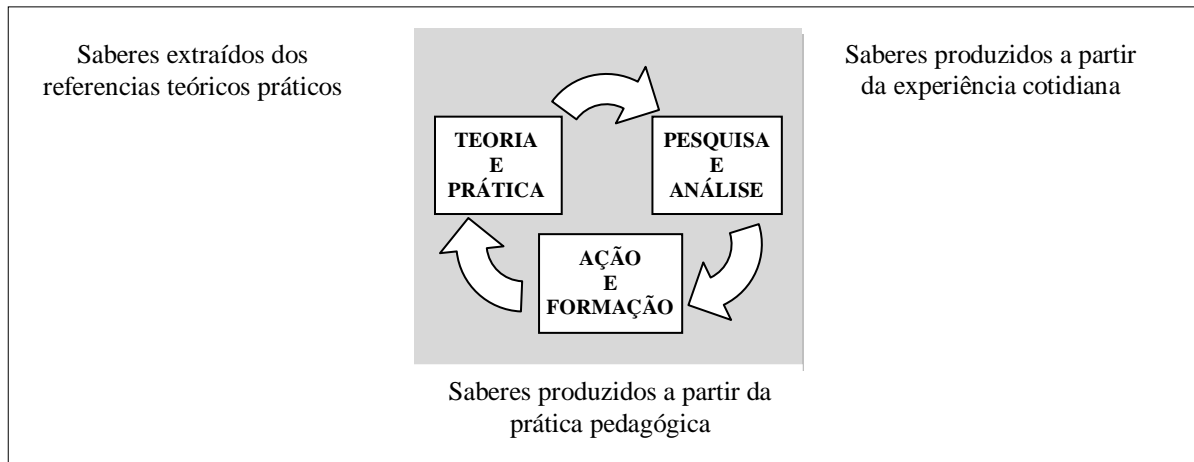 Saberes extraídos dos
referencias teóricos práticos
Saberes produzidos a partir
da experiência cotidiana
TEORIA
E
PRÁTICA
PESQUISA
E
ANÁLISE
AÇÃO
E
FORMAÇÃO
Saberes produzidos a partir da
prática pedagógica